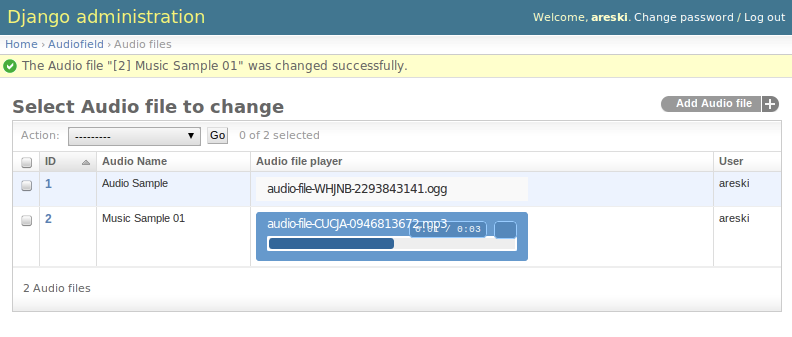 Django administration
Welcome, areski. Change password / Log out
Home › Audiofield › Audio files
The Audio file "[2] Music Sample 01" was changed successfully.
Select Audio file to change
Add Audio file +
Action: --------- Go 0 of 2 selected
ID Audio Name Audio file player User
1 Audio Sample audio-file-WHJNB-2293843141.ogg areski
2 Music Sample 01 audio-file-CUCJA-0946813672.mp3 areski
0:01 / 0:03
2 Audio files